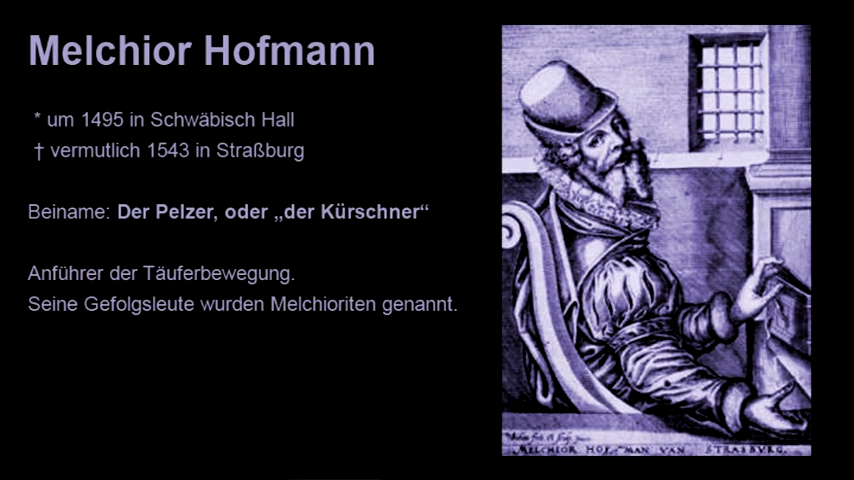 Melchior Hofmann
* um 1495 in Schwäbisch Hall
† vermutlich 1543 in Straßburg
Beiname: Der Pelzer, oder „der Kürschner“
Anführer der Täuferbewegung.
Seine Gefolgsleute wurden Melchioriten genannt.
MELCHIOR HOF–MAN VAN STRASBVRG.